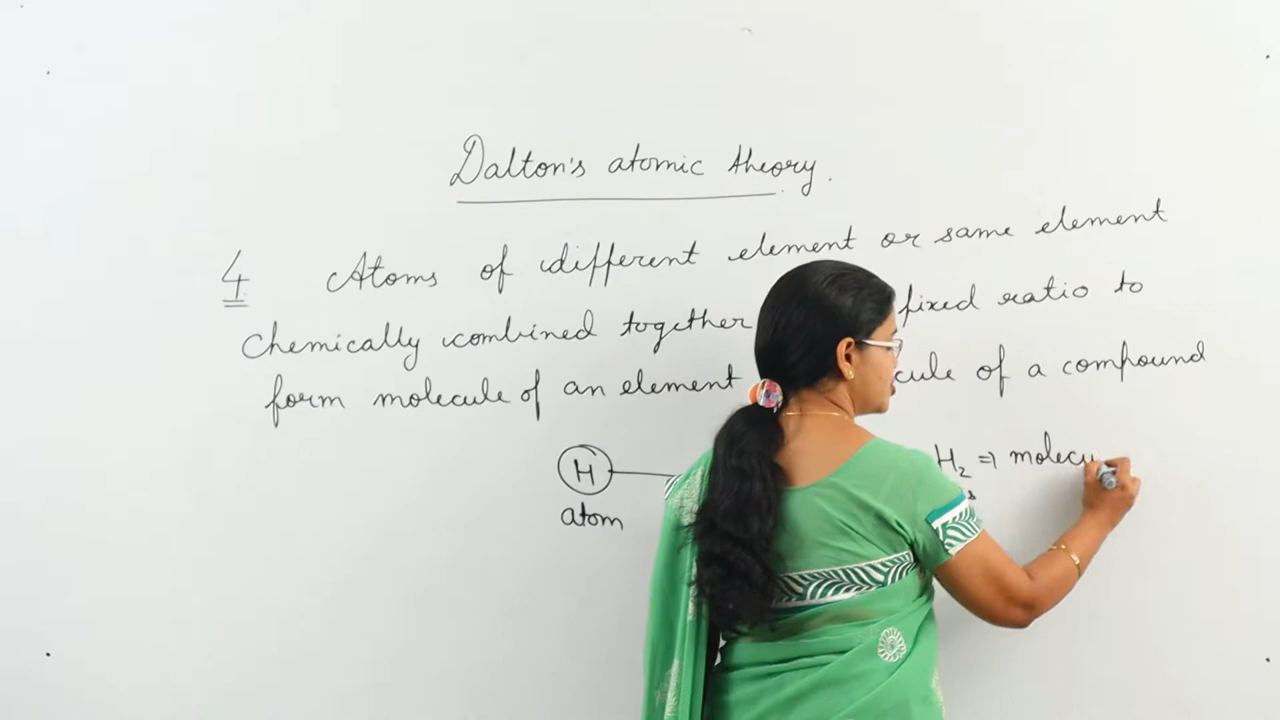 Dalton's atomic theory.
4 Atoms of different element or same element
chemically combined together fixed ratio to
form molecule of an element cule of a compound
H H2 ⇒ molecu
atom s